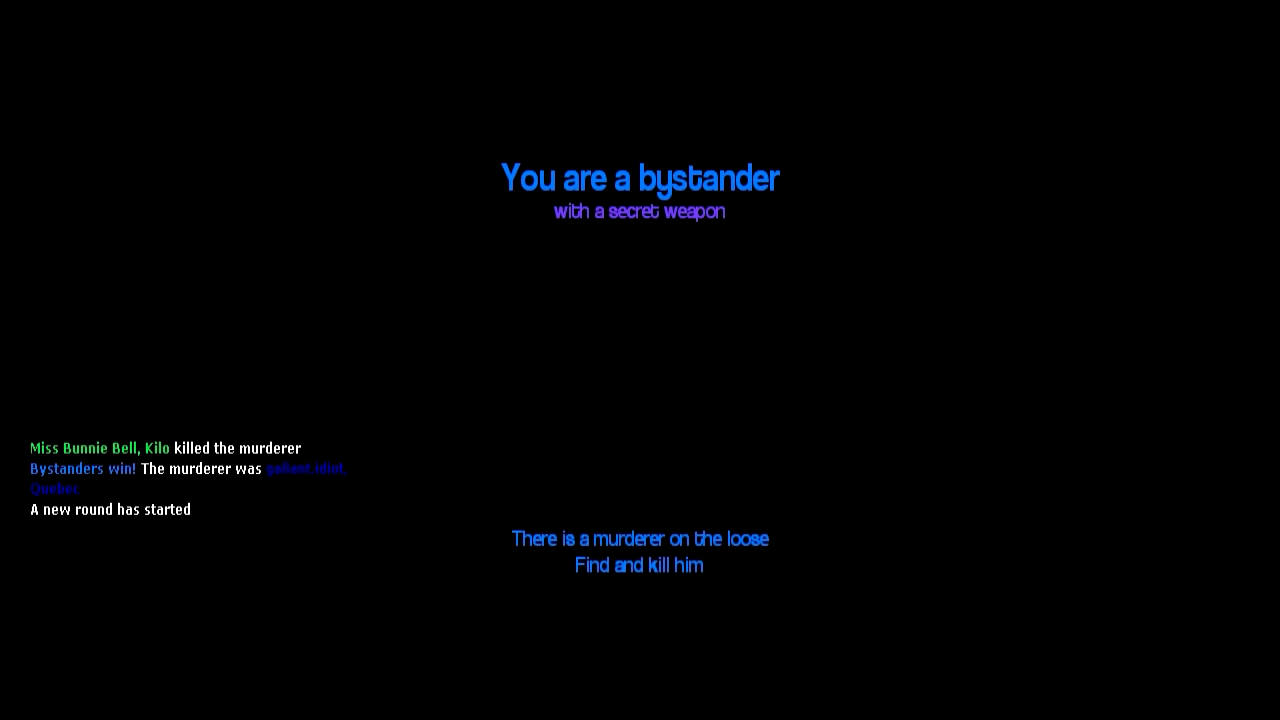 You are a bystander
with a secret weapon
Miss Bunnie Bell, Kilo killed the murderer
Bystanders win! The murderer was
Quebec
A new round has started
There is a murderer on the loose
Find and kill him